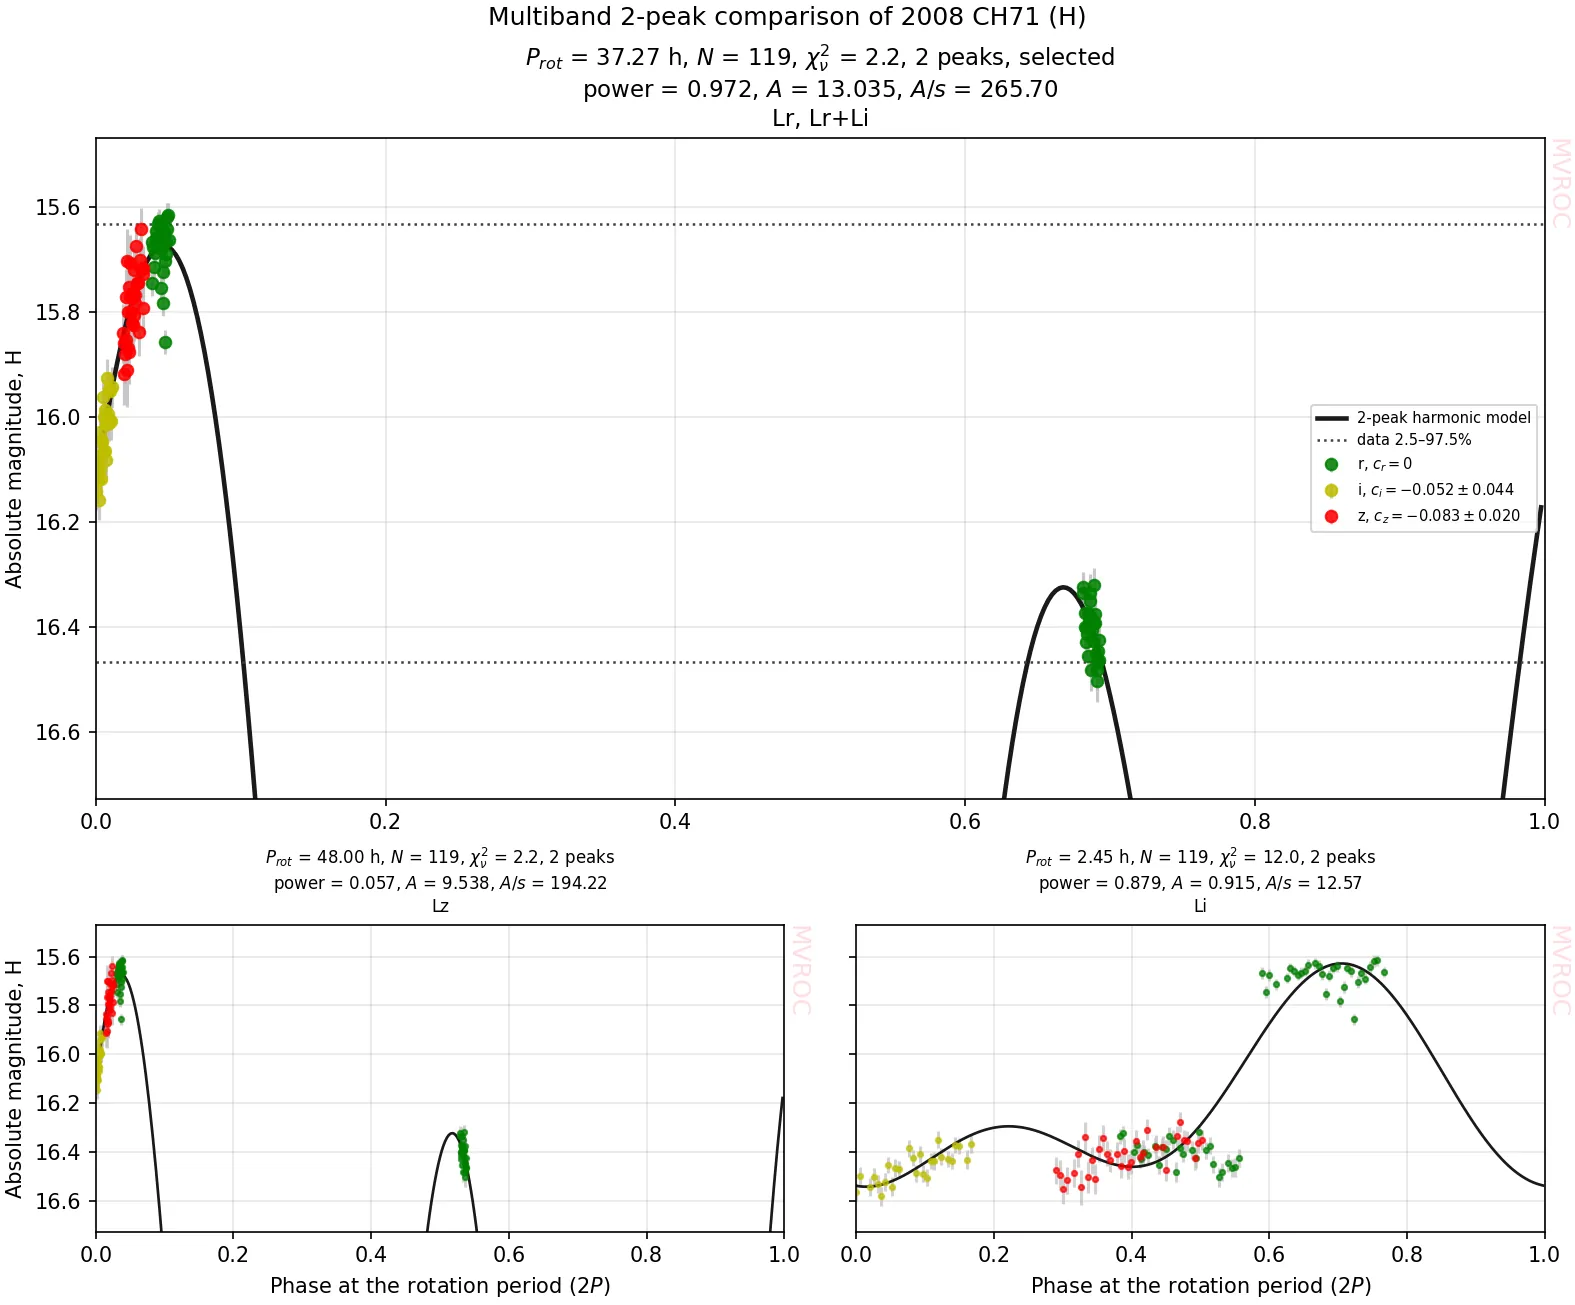 Multiband 2-peak comparison of 2008 CH71 (H)
P_rot = 37.27 h, N = 119, χ²_ν = 2.2, 2 peaks, selected
power = 0.972, A = 13.035, A/s = 265.70
Lr, Lr+Li
MVROC
15.6
15.8
16.0
16.2
16.4
16.6
Absolute magnitude, H
2-peak harmonic model
data 2.5–97.5%
r, c_r = 0
i, c_i = −0.052 ± 0.044
z, c_z = −0.083 ± 0.020
0.0 0.2 0.4 0.6 0.8 1.0
P_rot = 48.00 h, N = 119, χ²_ν = 2.2, 2 peaks
power = 0.057, A = 9.538, A/s = 194.22
Lz
MVROC
15.6
15.8
16.0
16.2
16.4
16.6
Absolute magnitude, H
0.0 0.2 0.4 0.6 0.8 1.0
Phase at the rotation period (2P)
P_rot = 2.45 h, N = 119, χ²_ν = 12.0, 2 peaks
power = 0.879, A = 0.915, A/s = 12.57
Li
MVROC
0.0 0.2 0.4 0.6 0.8 1.0
Phase at the rotation period (2P)